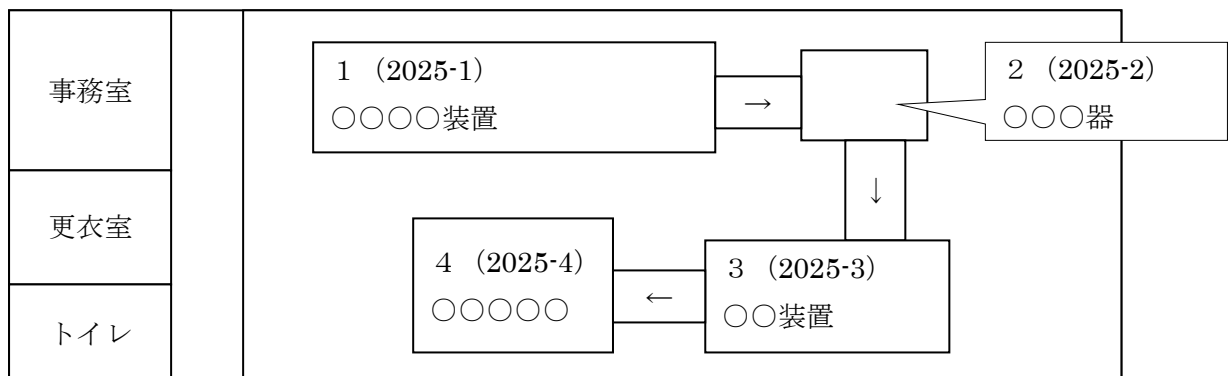 事務室
更衣室
トイレ
1 (2025-1)
○○○○装置
→
2 (2025-2)
○○○器
↓
3 (2025-3)
○○装置
←
4 (2025-4)
○○○○○